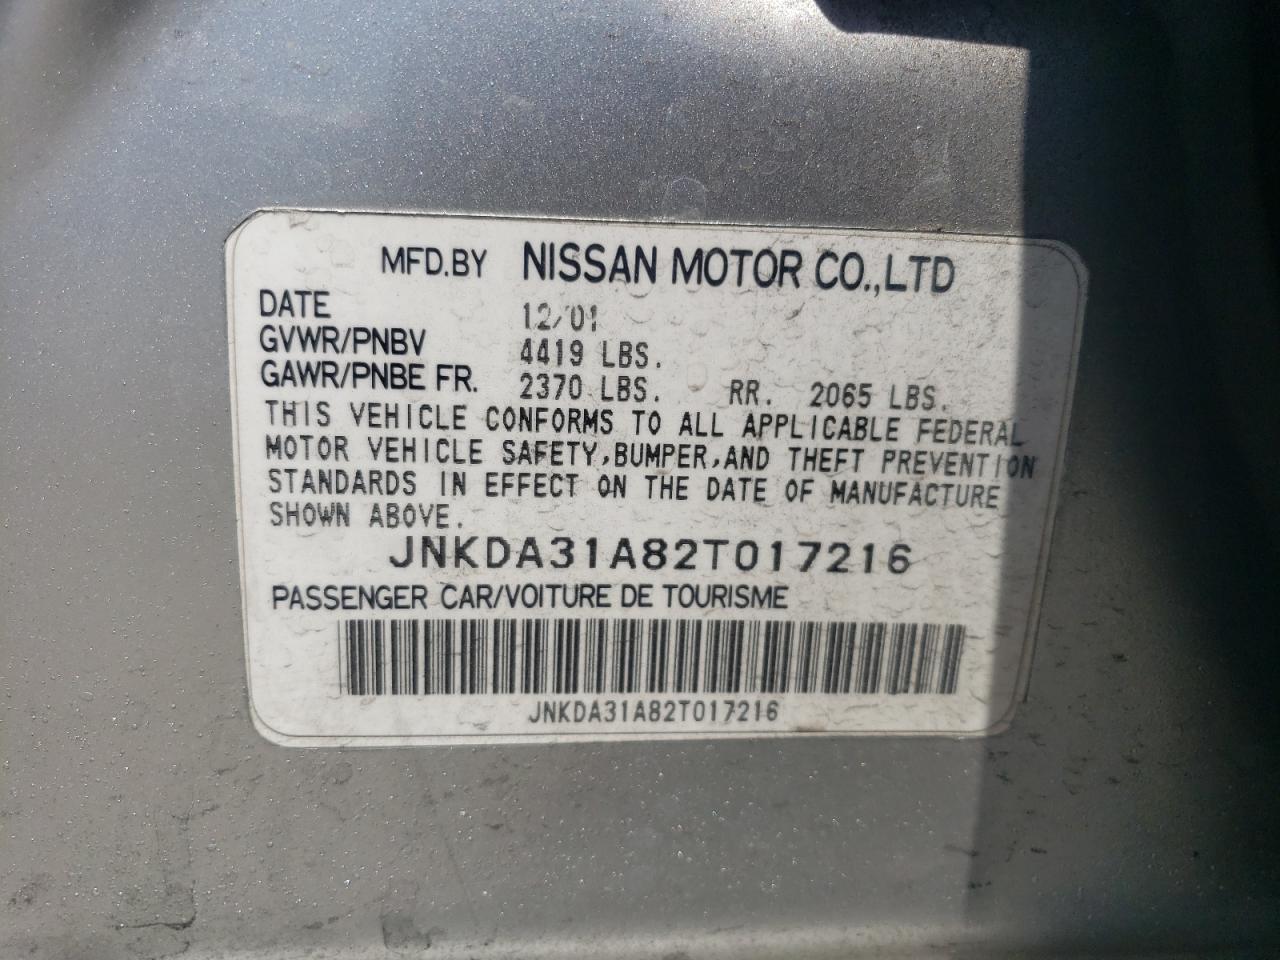 MFD.BY NISSAN MOTOR CO.,LTD
DATE 12/01
GVWR/PNBV 4419 LBS.
GAWR/PNBE FR. 2370 LBS. RR. 2065 LBS.
THIS VEHICLE CONFORMS TO ALL APPLICABLE FEDERAL
MOTOR VEHICLE SAFETY,BUMPER,AND THEFT PREVENTION
STANDARDS IN EFFECT ON THE DATE OF MANUFACTURE
SHOWN ABOVE.
JNKDA31A82T017216
PASSENGER CAR/VOITURE DE TOURISME
JNKDA31A82T017216